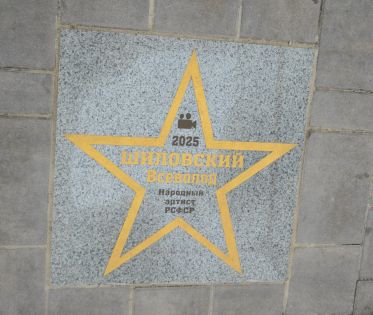 2025
ШИЛОВСКИЙ
Всеволод
Народный
артист
РСФСР